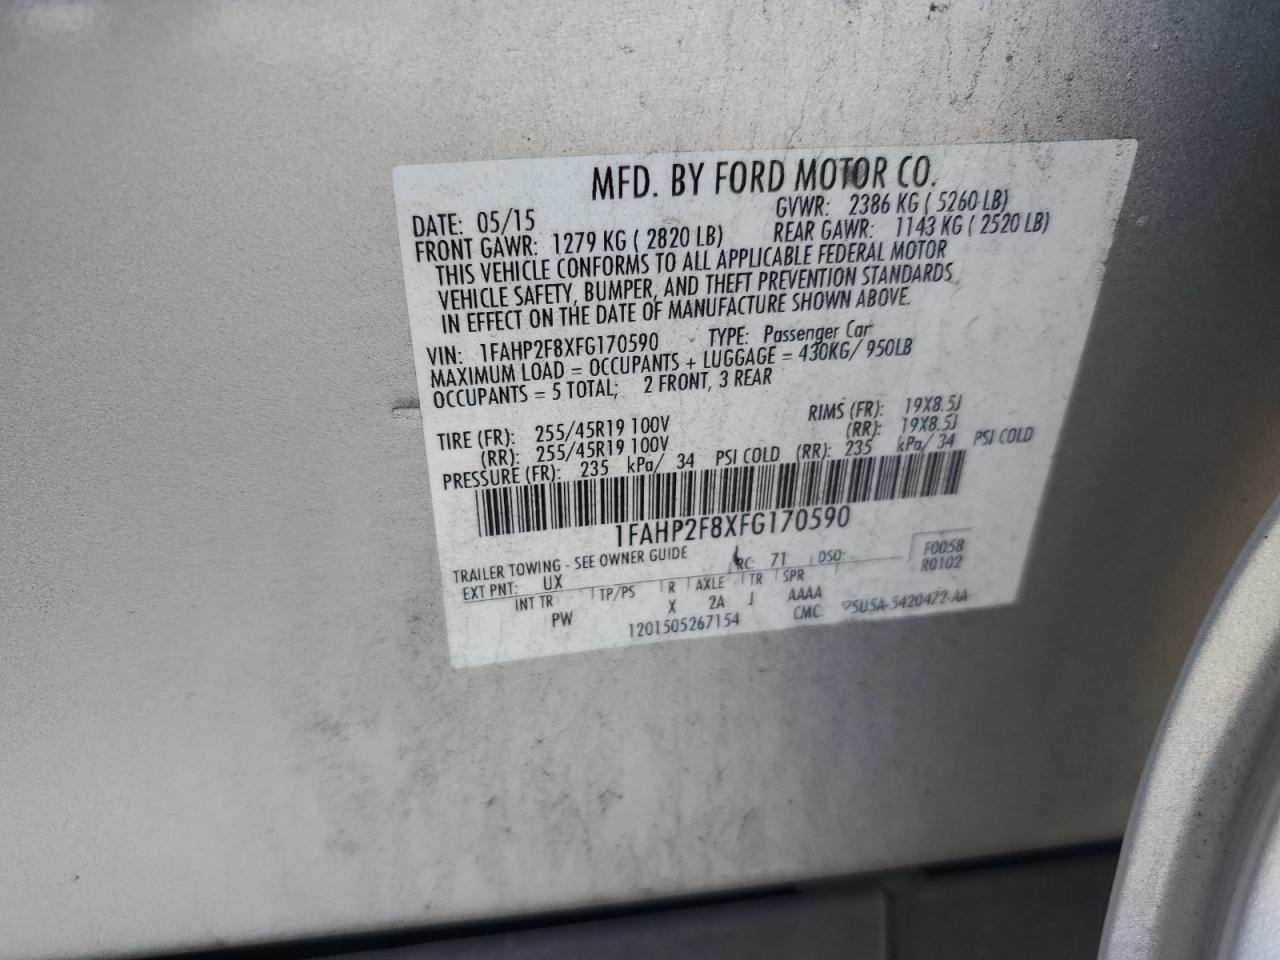 MFD. BY FORD MOTOR CO.
DATE: 05/15 GVWR: 2386 KG ( 5260 LB)
FRONT GAWR: 1279 KG ( 2820 LB) REAR GAWR: 1143 KG ( 2520 LB)
THIS VEHICLE CONFORMS TO ALL APPLICABLE FEDERAL MOTOR
VEHICLE SAFETY, BUMPER, AND THEFT PREVENTION STANDARDS
IN EFFECT ON THE DATE OF MANUFACTURE SHOWN ABOVE.
VIN: 1FAHP2F8XFG170590 TYPE: Passenger Car
MAXIMUM LOAD = OCCUPANTS + LUGGAGE = 430KG/ 950LB
OCCUPANTS = 5 TOTAL; 2 FRONT, 3 REAR
TIRE (FR): 255/45R19 100V RIMS (FR): 19X8.5J
(RR): 255/45R19 100V (RR): 19X8.5J
PRESSURE (FR): 235 kPa/ 34 PSI COLD (RR): 235 kPa/ 34 PSI COLD
1FAHP2F8XFG170590
TRAILER TOWING - SEE OWNER GUIDE
EXT PNT: UX RC: 71 DSO: F0058
R0102
INT TR TP/PS R AXLE TR SPR
PW X 2A J AAAA
1201505267154 CMC 5U5A-5420472-AA